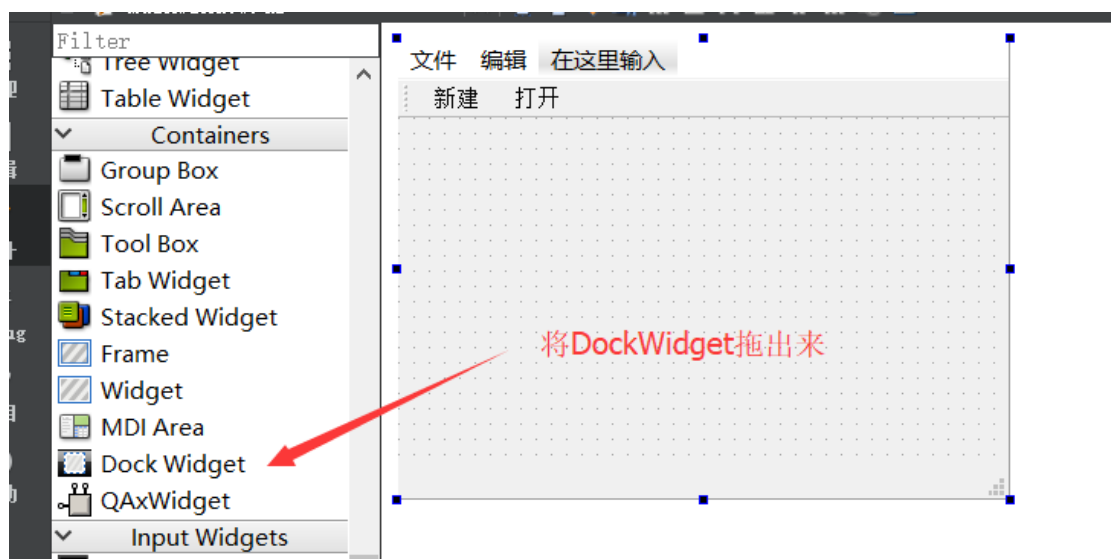 Filter
Tree Widget
Table Widget
Containers
Group Box
Scroll Area
Tool Box
Tab Widget
Stacked Widget
Frame
Widget
MDI Area
Dock Widget
QAxWidget
Input Widgets
文件 编辑 在这里输入
新建 打开
将DockWidget拖出来